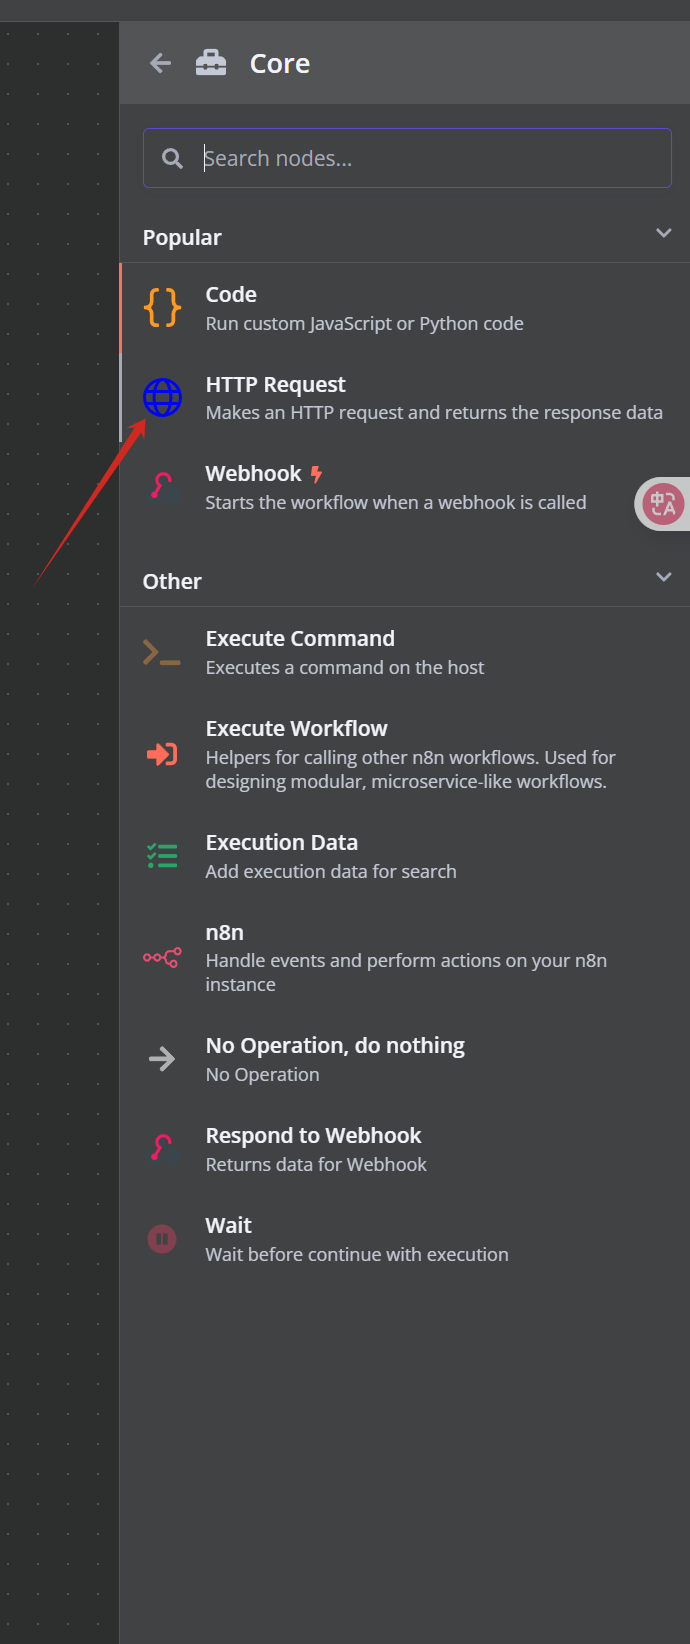 Core
Search nodes...
Popular
Code
Run custom JavaScript or Python code
HTTP Request
Makes an HTTP request and returns the response data
Webhook
Starts the workflow when a webhook is called
中A
Other
Execute Command
Executes a command on the host
Execute Workflow
Helpers for calling other n8n workflows. Used for
designing modular, microservice-like workflows.
Execution Data
Add execution data for search
n8n
Handle events and perform actions on your n8n
instance
No Operation, do nothing
No Operation
Respond to Webhook
Returns data for Webhook
Wait
Wait before continue with execution